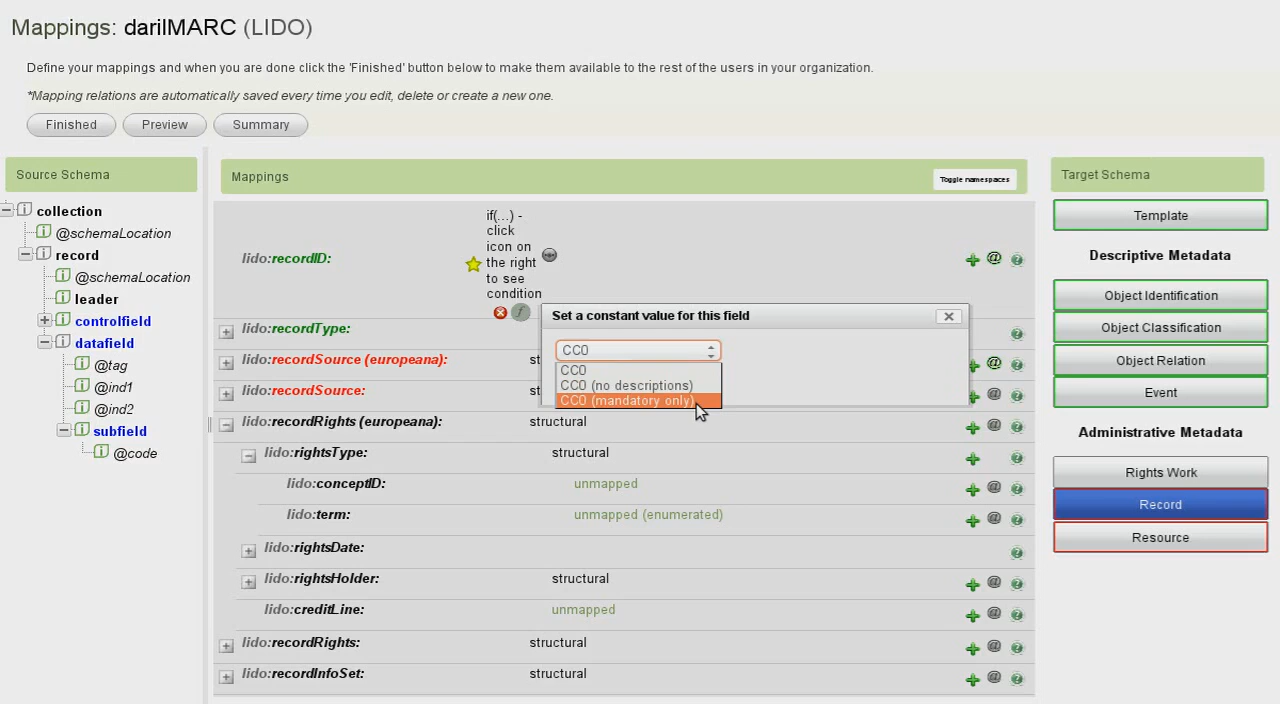 Mappings: darilMARC (LIDO)
Define your mappings and when you are done click the 'Finished' button below to make them available to the rest of the users in your organization.
*Mapping relations are automatically saved every time you edit, delete or create a new one.
Finished Preview Summary
Source Schema
collection
@schemaLocation
record
@schemaLocation
leader
controlfield
datafield
@tag
@ind1
@ind2
subfield
@code
Mappings
Toggle namespaces
lido:recordID:
if(...) -
click
icon on
the right
to see
condition
lido:recordType:
lido:recordSource (europeana):
lido:recordSource:
lido:recordRights (europeana): structural
lido:rightsType: structural
lido:conceptID: unmapped
lido:term: unmapped (enumerated)
lido:rightsDate:
lido:rightsHolder: structural
lido:creditLine: unmapped
lido:recordRights: structural
lido:recordInfoSet: structural
Set a constant value for this field
CC0
CC0
CC0 (no descriptions)
CC0 (mandatory only)
Target Schema
Template
Descriptive Metadata
Object Identification
Object Classification
Object Relation
Event
Administrative Metadata
Rights Work
Record
Resource